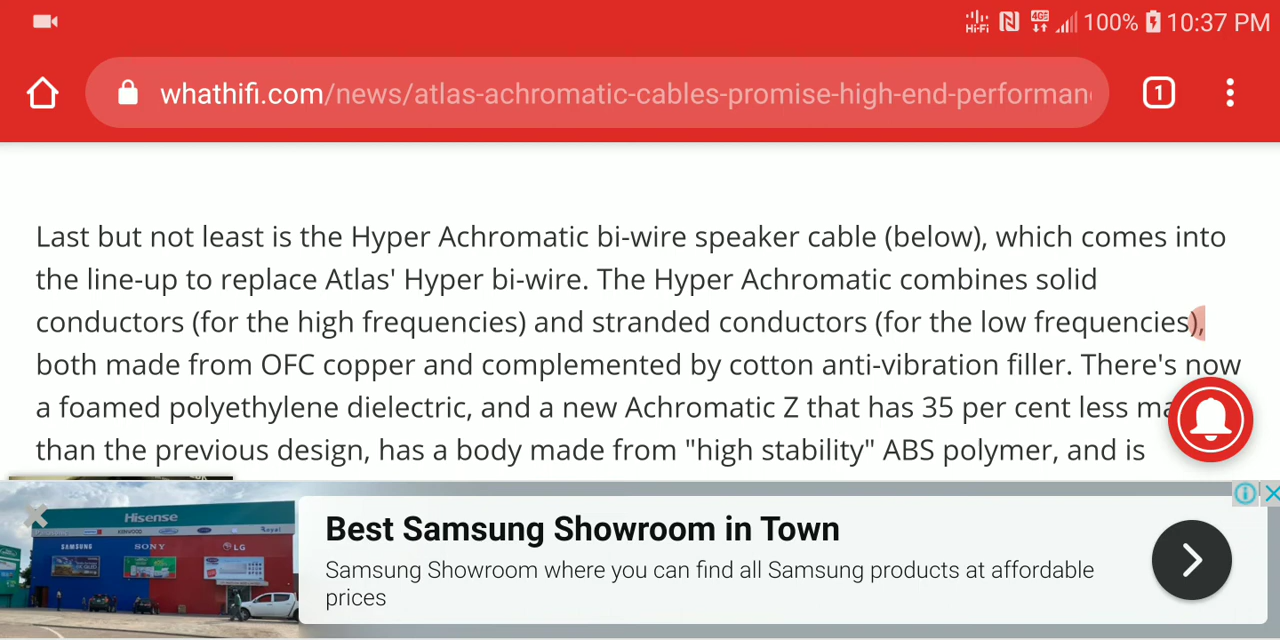 Hi-Fi 4GE 100% 10:37 PM
whathifi.com/news/atlas-achromatic-cables-promise-high-end-performan
1
Last but not least is the Hyper Achromatic bi-wire speaker cable (below), which comes into
the line-up to replace Atlas' Hyper bi-wire. The Hyper Achromatic combines solid
conductors (for the high frequencies) and stranded conductors (for the low frequencies),
both made from OFC copper and complemented by cotton anti-vibration filler. There's now
a foamed polyethylene dielectric, and a new Achromatic Z that has 35 per cent less ma
than the previous design, has a body made from "high stability" ABS polymer, and is
Hisense
KENWOOD
Royal
SAMSUNG SONY LG
Best Samsung Showroom in Town
Samsung Showroom where you can find all Samsung products at affordable
prices